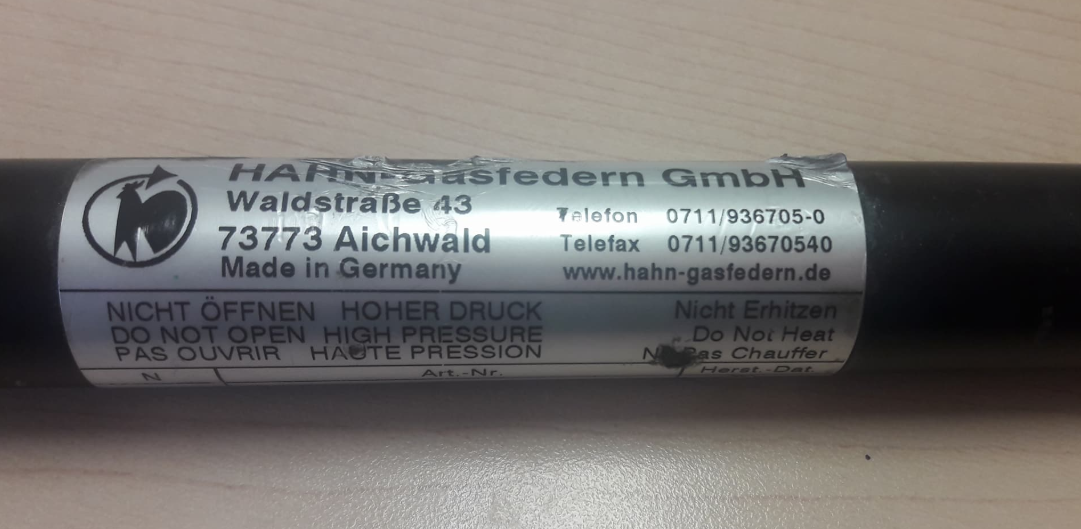 HAHN-Gasfedern GmbH
Waldstraße 43
73773 Aichwald
Made in Germany
Telefon 0711/936705-0
Telefax 0711/93670540
www.hahn-gasfedern.de
NICHT ÖFFNEN HOHER DRUCK
DO NOT OPEN HIGH PRESSURE
PAS OUVRIR HAUTE PRESSION
Nicht Erhitzen
Do Not Heat
Pas Chauffer
N Art.-Nr. Herst.-Dat.